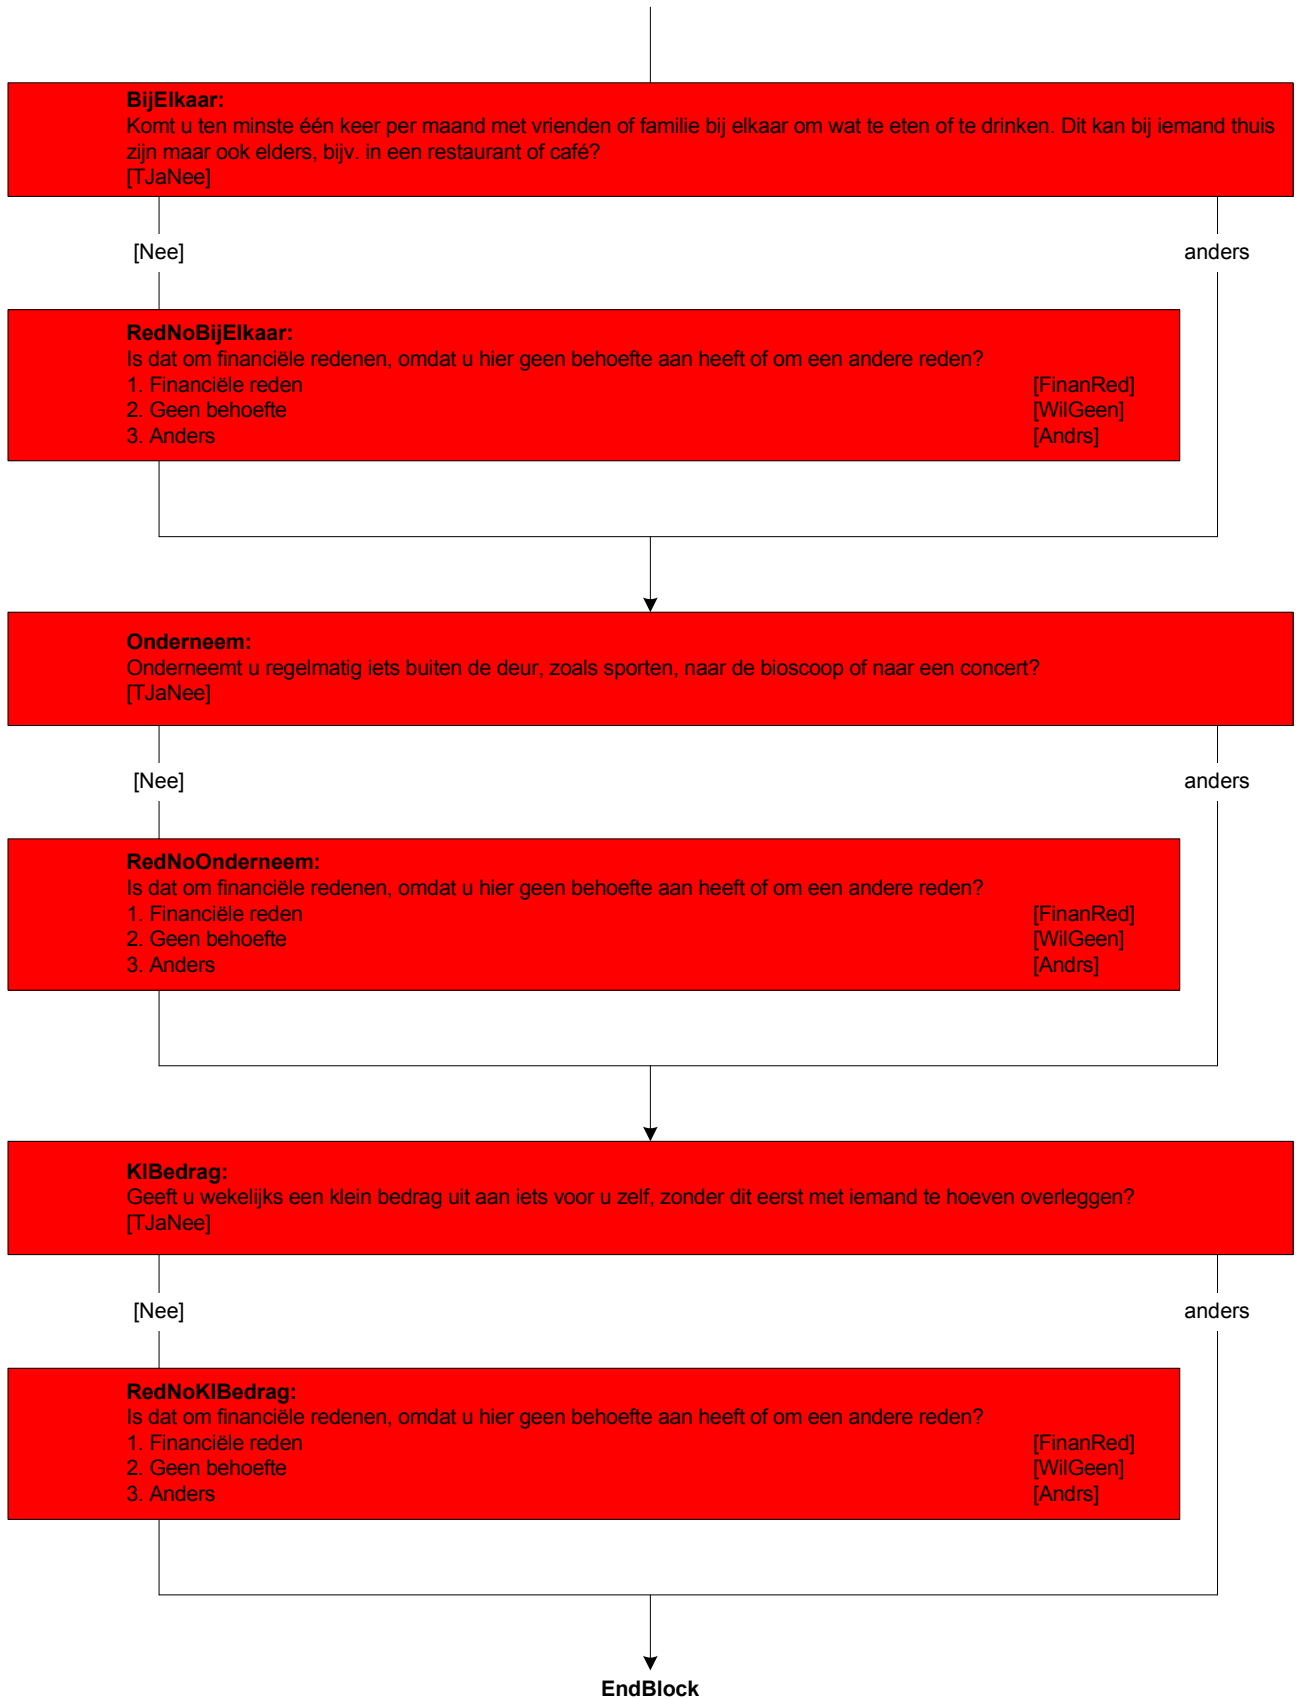 BijElkaar:
Komt u ten minste één keer per maand met vrienden of familie bij elkaar om wat te eten of te drinken. Dit kan bij iemand thuis
zijn maar ook elders, bijv. in een restaurant of café?
[TJaNee]
[Nee] anders
RedNoBijElkaar:
Is dat om financiële redenen, omdat u hier geen behoefte aan heeft of om een andere reden?
1. Financiële reden [FinanRed]
2. Geen behoefte [WilGeen]
3. Anders [Andrs]
Onderneem:
Onderneemt u regelmatig iets buiten de deur, zoals sporten, naar de bioscoop of naar een concert?
[TJaNee]
[Nee] anders
RedNoOnderneem:
Is dat om financiële redenen, omdat u hier geen behoefte aan heeft of om een andere reden?
1. Financiële reden [FinanRed]
2. Geen behoefte [WilGeen]
3. Anders [Andrs]
KlBedrag:
Geeft u wekelijks een klein bedrag uit aan iets voor u zelf, zonder dit eerst met iemand te hoeven overleggen?
[TJaNee]
[Nee] anders
RedNoKlBedrag:
Is dat om financiële redenen, omdat u hier geen behoefte aan heeft of om een andere reden?
1. Financiële reden [FinanRed]
2. Geen behoefte [WilGeen]
3. Anders [Andrs]
EndBlock